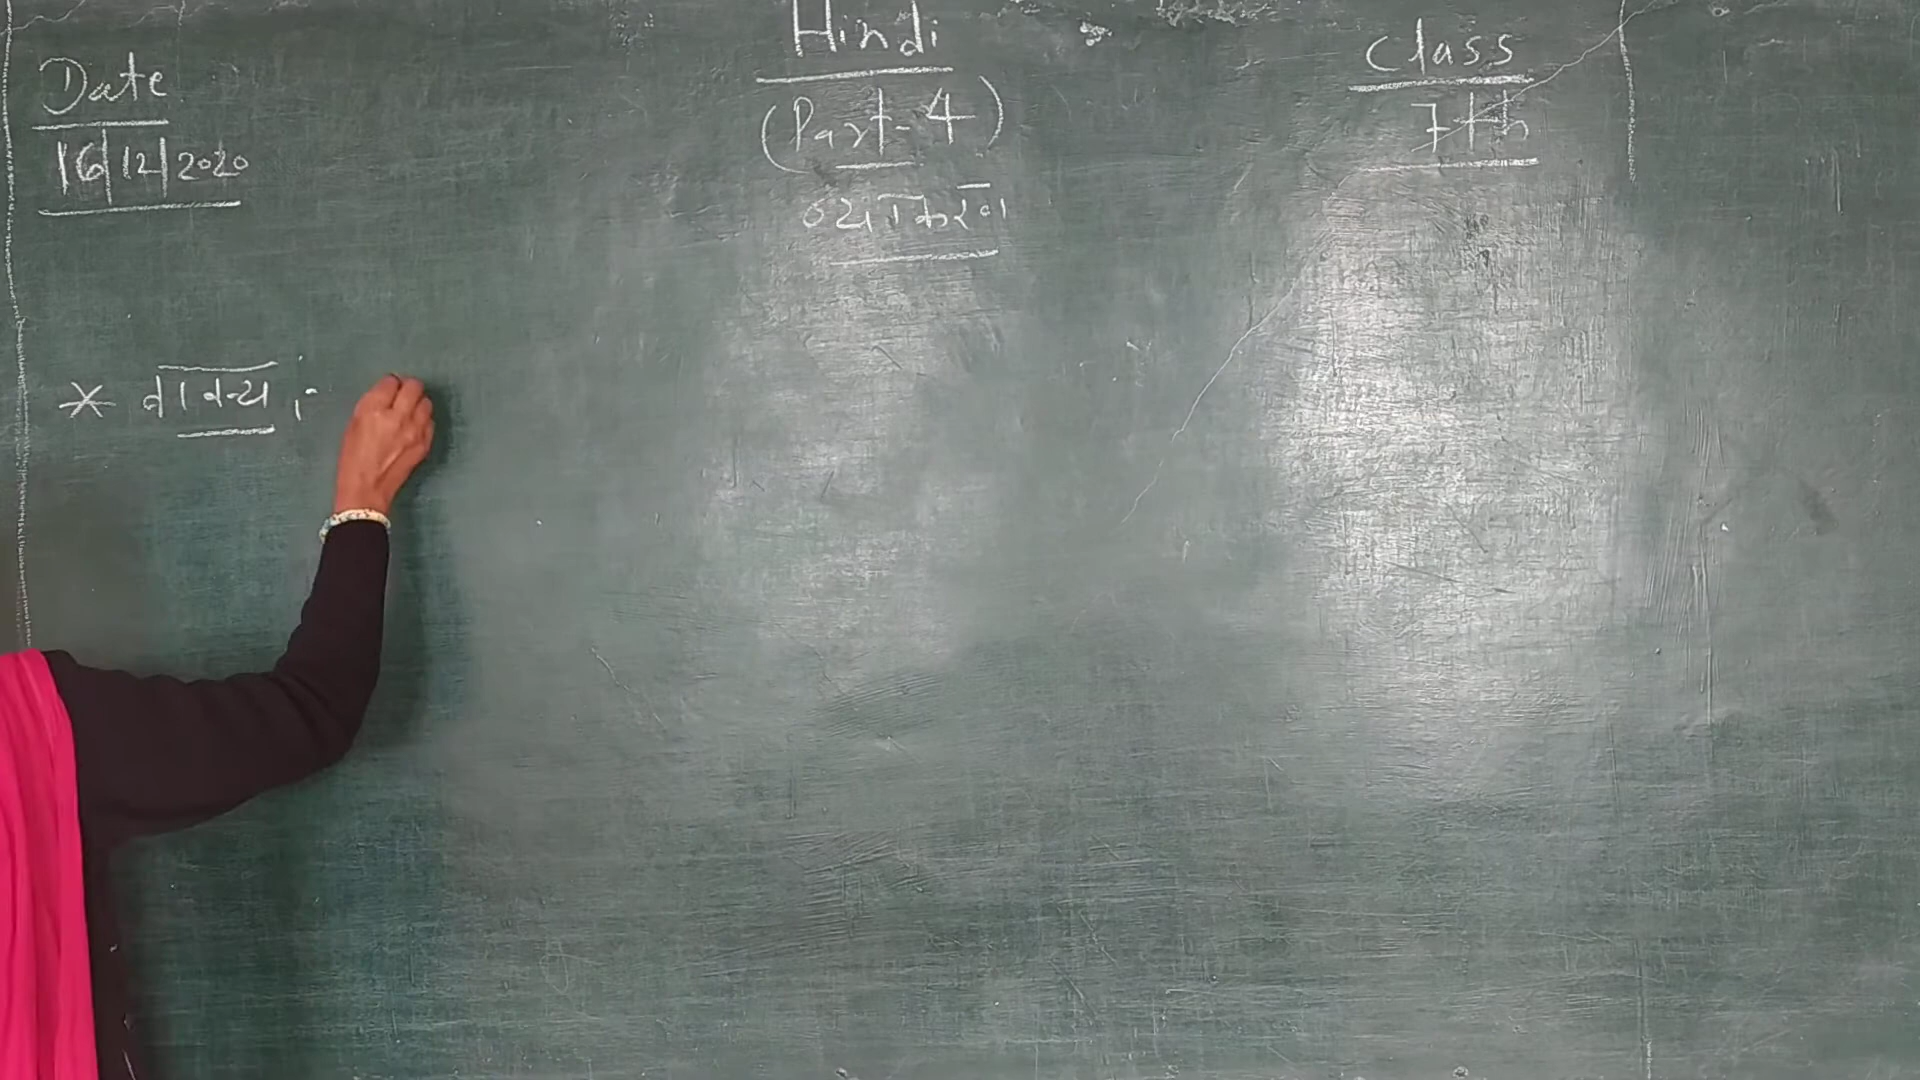 Date
16/12/2020
Hindi
(Part-4)
व्याकरण
Class
7th
* वाक्य :-